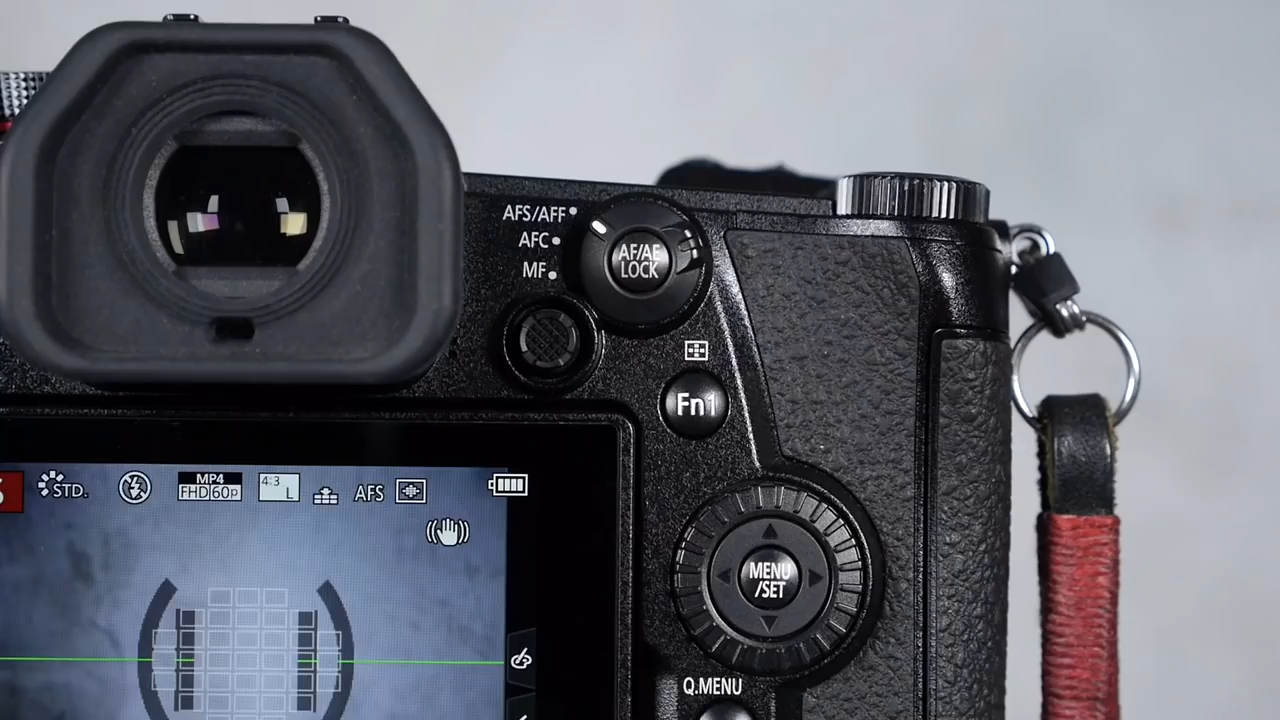 AFS/AFF
AFC
MF
AF/AE
LOCK
Fn1
STD.
MP4
FHD 60p
4:3
L
AFS
MENU
/SET
Q.MENU